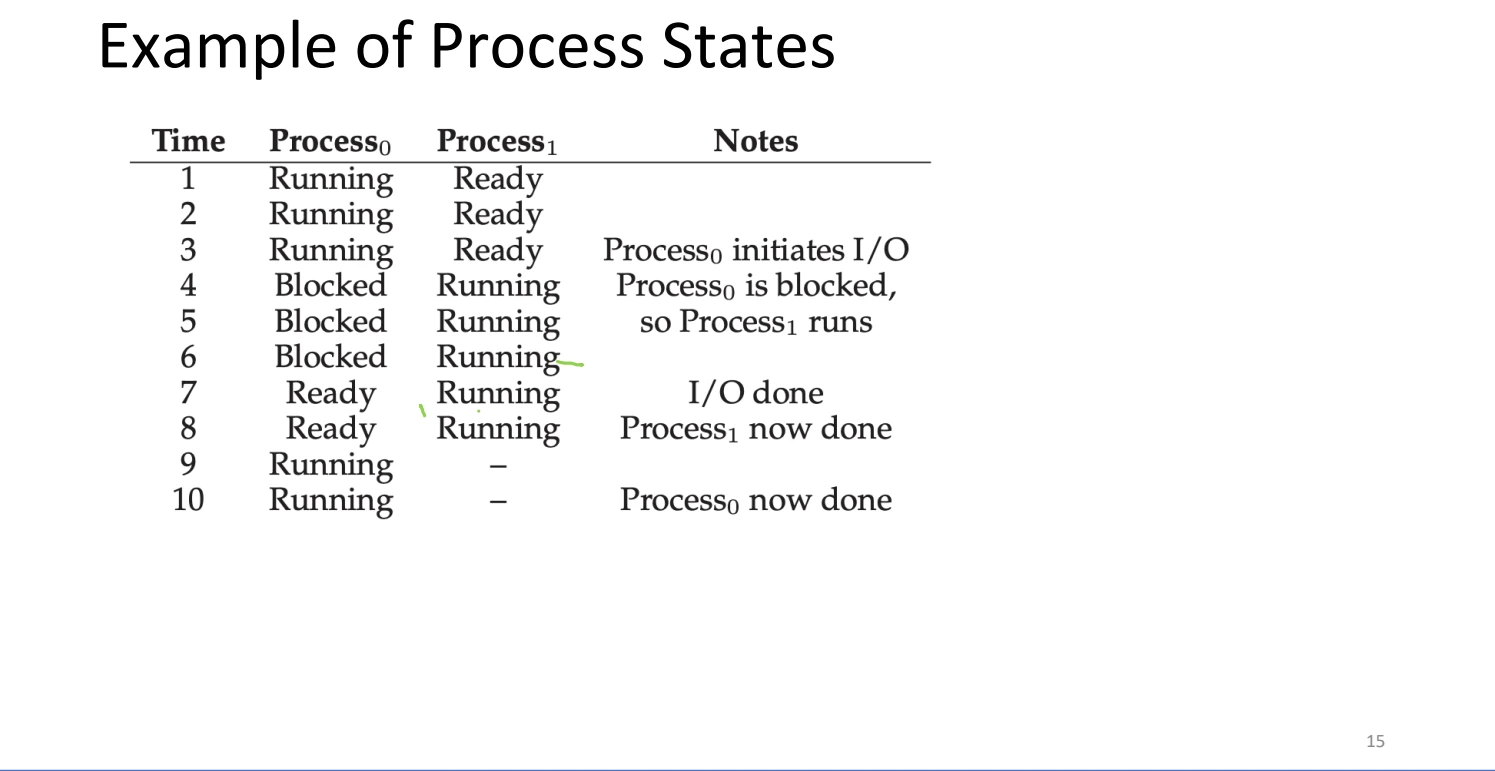 Example of Process States
Time Process₀ Process₁ Notes
1 Running Ready
2 Running Ready
3 Running Ready Process₀ initiates I/O
4 Blocked Running Process₀ is blocked,
5 Blocked Running so Process₁ runs
6 Blocked Running
7 Ready Running I/O done
8 Ready Running Process₁ now done
9 Running –
10 Running – Process₀ now done
15